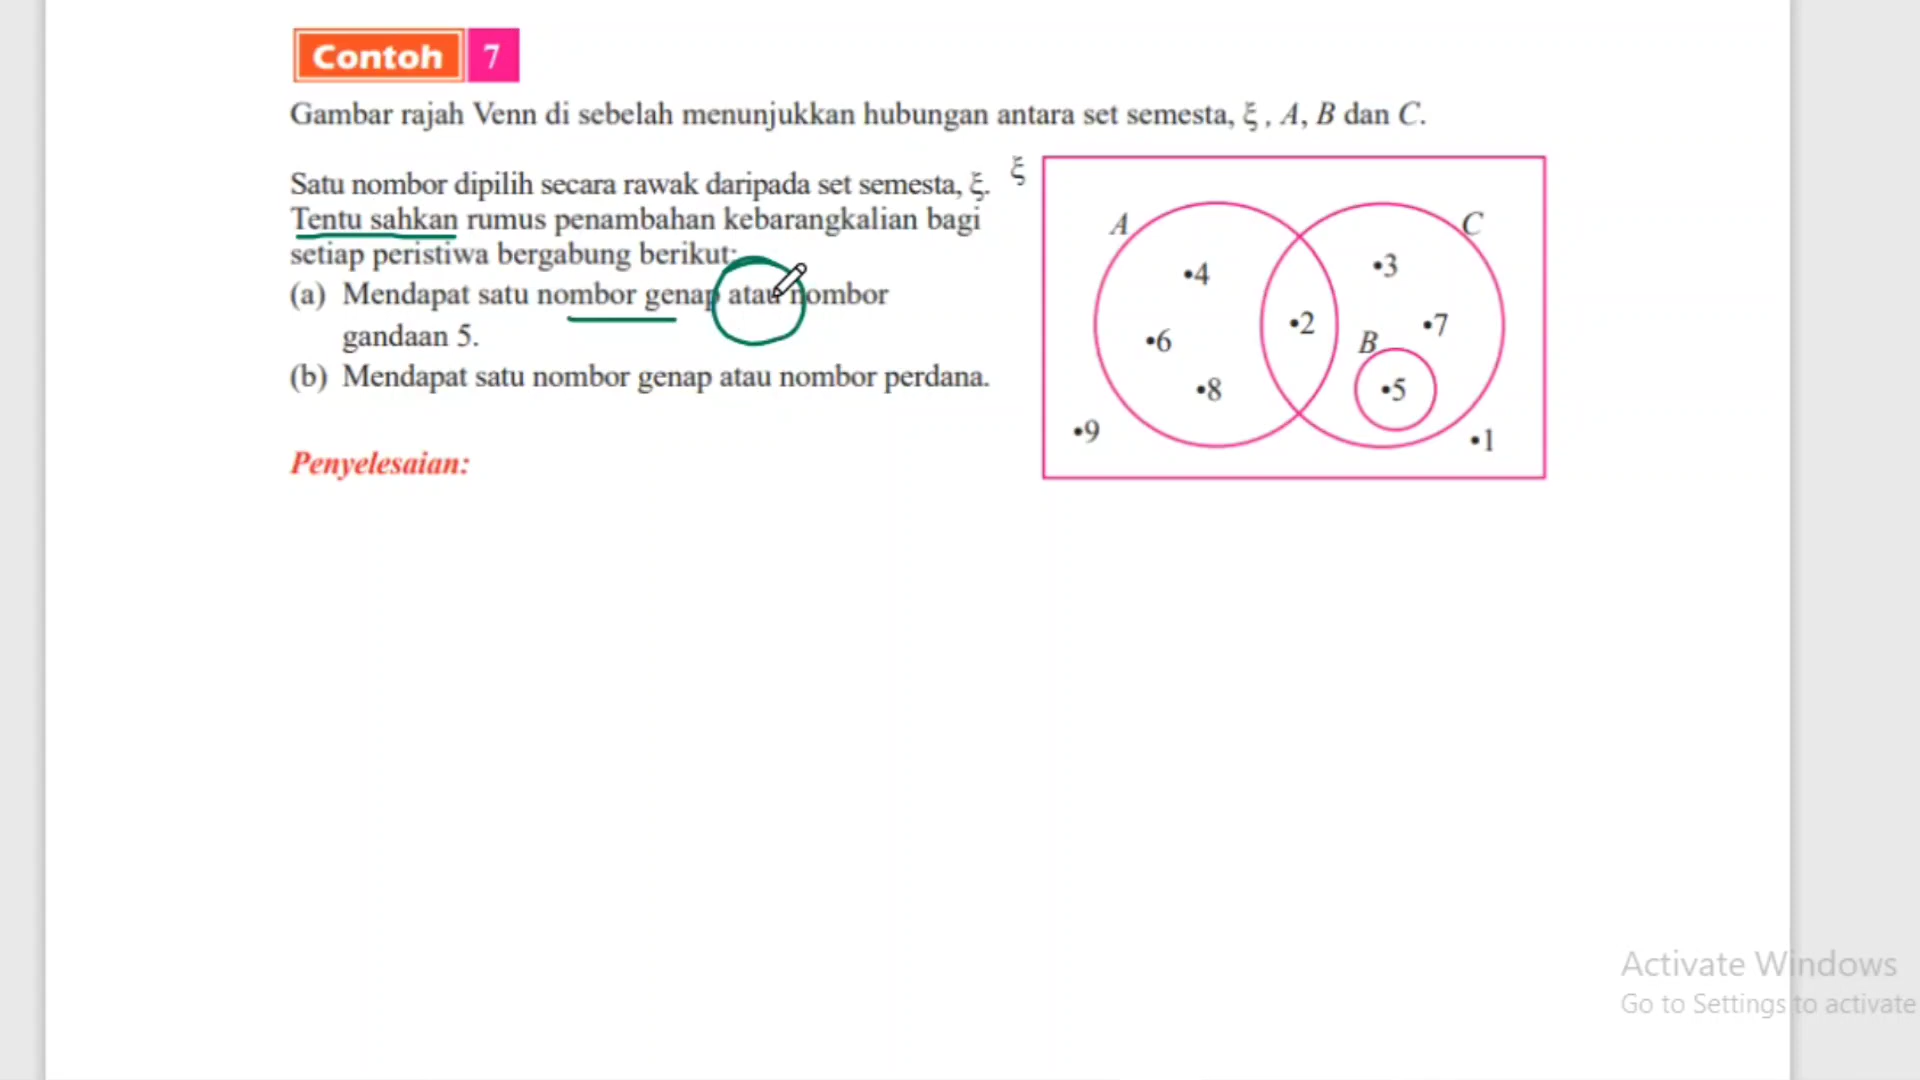 Contoh 7
Gambar rajah Venn di sebelah menunjukkan hubungan antara set semesta, ξ , A, B dan C.
Satu nombor dipilih secara rawak daripada set semesta, ξ.
Tentu sahkan rumus penambahan kebarangkalian bagi
setiap peristiwa bergabung berikut:
(a) Mendapat satu nombor genap atau nombor
gandaan 5.
(b) Mendapat satu nombor genap atau nombor perdana.
Penyelesaian:
ξ
A
C
•4
•3
•6
•2
•7
B
•8
•5
•9
•1
Activate Windows
Go to Settings to activate